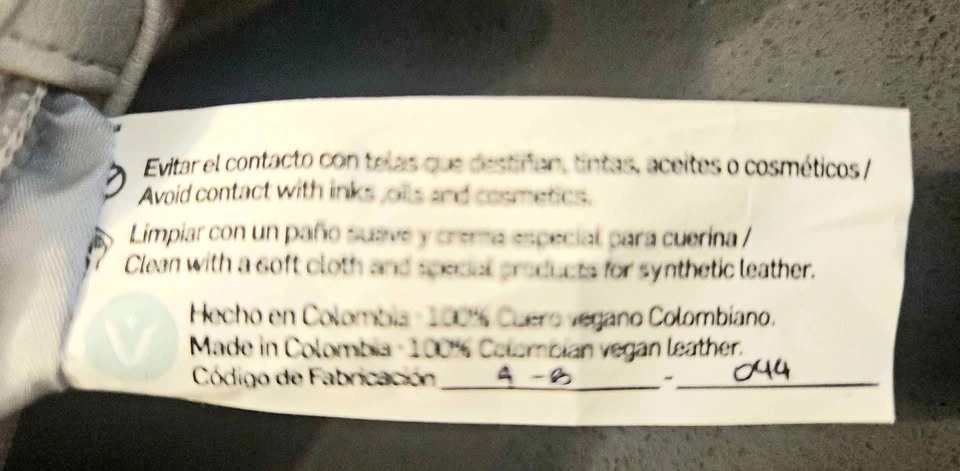 Evitar el contacto con telas que destiñan, tintas, aceites o cosméticos /
Avoid contact with inks ,oils and cosmetics.
Limpiar con un paño suave y crema especial para cuerina /
Clean with a soft cloth and special products for synthetic leather.
Hecho en Colombia - 100% Cuero vegano Colombiano.
Made in Colombia - 100% Colombian vegan leather.
Código de Fabricación - 044